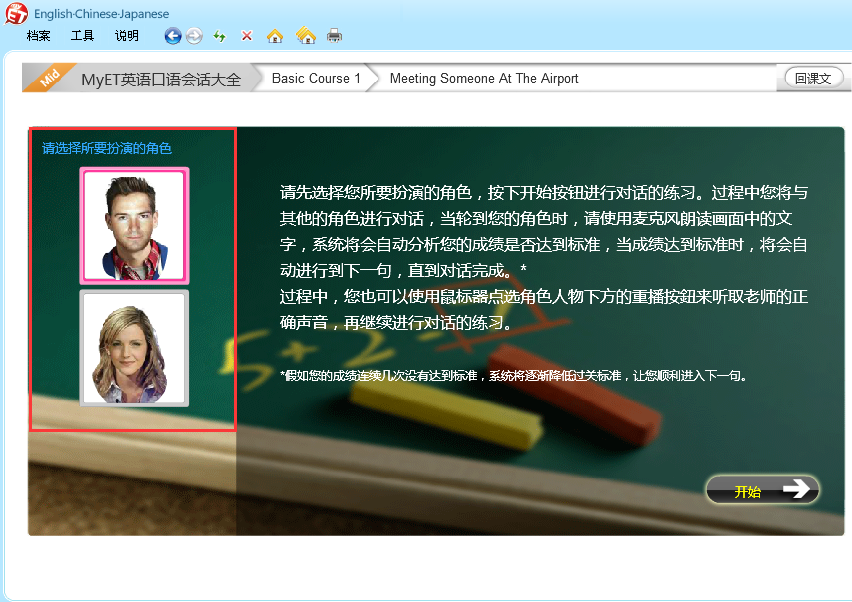 English-Chinese-Japanese
档案 工具 说明
Mid MyET英语口语会话大全 Basic Course 1 Meeting Someone At The Airport 回课文
请选择所要扮演的角色
请先选择您所要扮演的角色，按下开始按钮进行对话的练习。过程中您将与
其他的角色进行对话，当轮到您的角色时，请使用麦克风朗读画面中的文
字，系统将会自动分析您的成绩是否达到标准，当成绩达到标准时，将会自
动进行到下一句，直到对话完成。*
过程中，您也可以使用鼠标器点选角色人物下方的重播按鈕来听取老师的正
确声音，再继续进行对话的练习。
5+2=
*假如您的成绩连续几次没有达到标准，系统将逐渐降低过关标准，让您顺利进入下一句。
开始